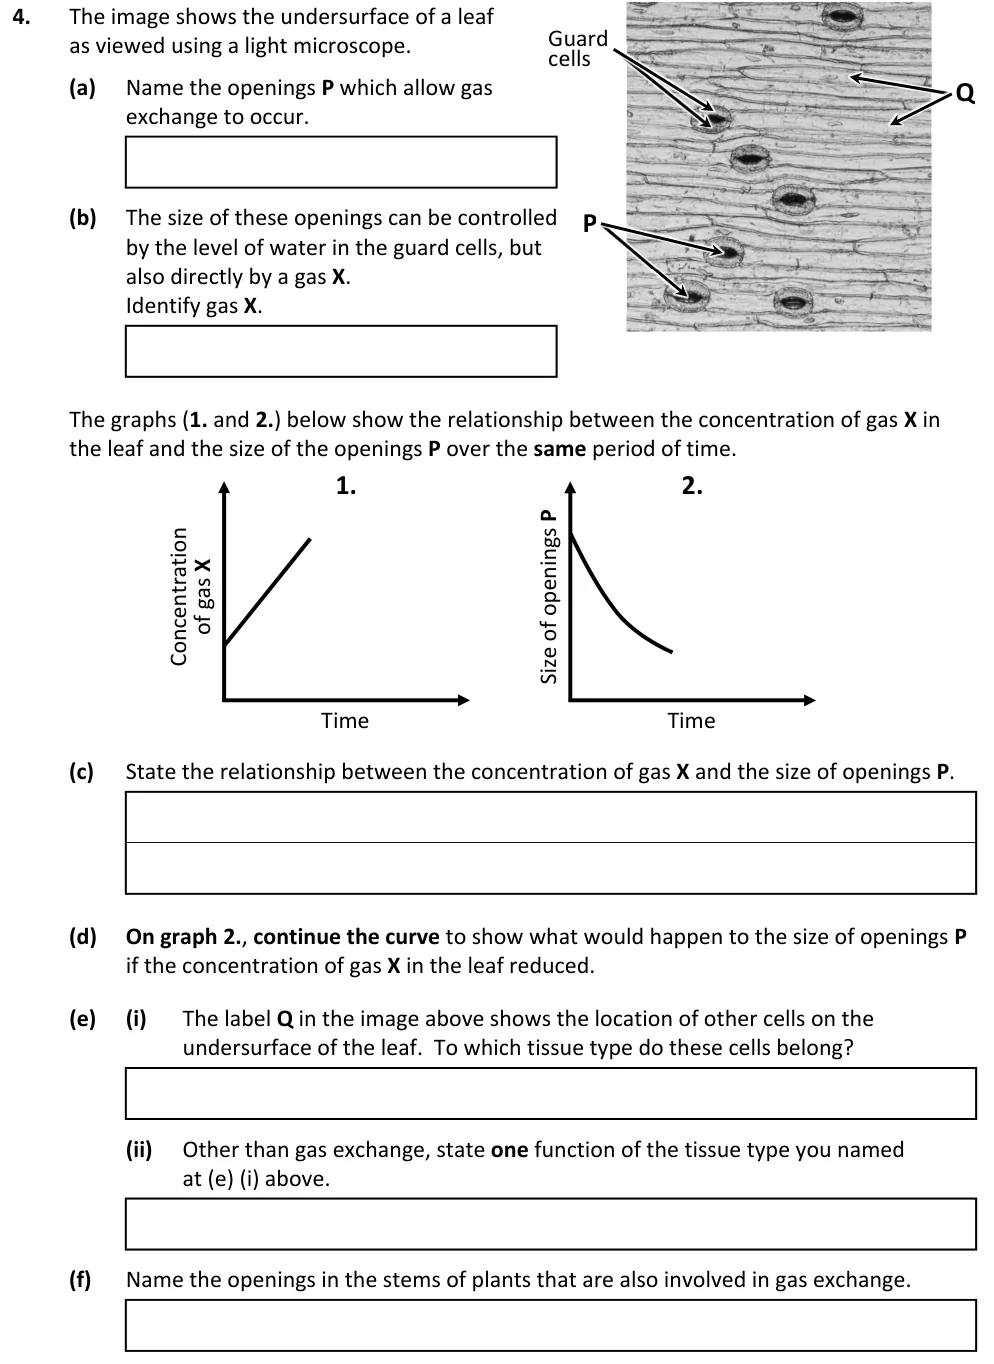 4. The image shows the undersurface of a leaf
as viewed using a light microscope.
Guard
cells
Q
P
(a) Name the openings P which allow gas
exchange to occur.
(b) The size of these openings can be controlled
by the level of water in the guard cells, but
also directly by a gas X.
Identify gas X.
The graphs (1. and 2.) below show the relationship between the concentration of gas X in
the leaf and the size of the openings P over the same period of time.
1.
Concentration
of gas X
Time
2.
Size of openings P
Time
(c) State the relationship between the concentration of gas X and the size of openings P.
(d) On graph 2., continue the curve to show what would happen to the size of openings P
if the concentration of gas X in the leaf reduced.
(e) (i) The label Q in the image above shows the location of other cells on the
undersurface of the leaf. To which tissue type do these cells belong?
(ii) Other than gas exchange, state one function of the tissue type you named
at (e) (i) above.
(f) Name the openings in the stems of plants that are also involved in gas exchange.